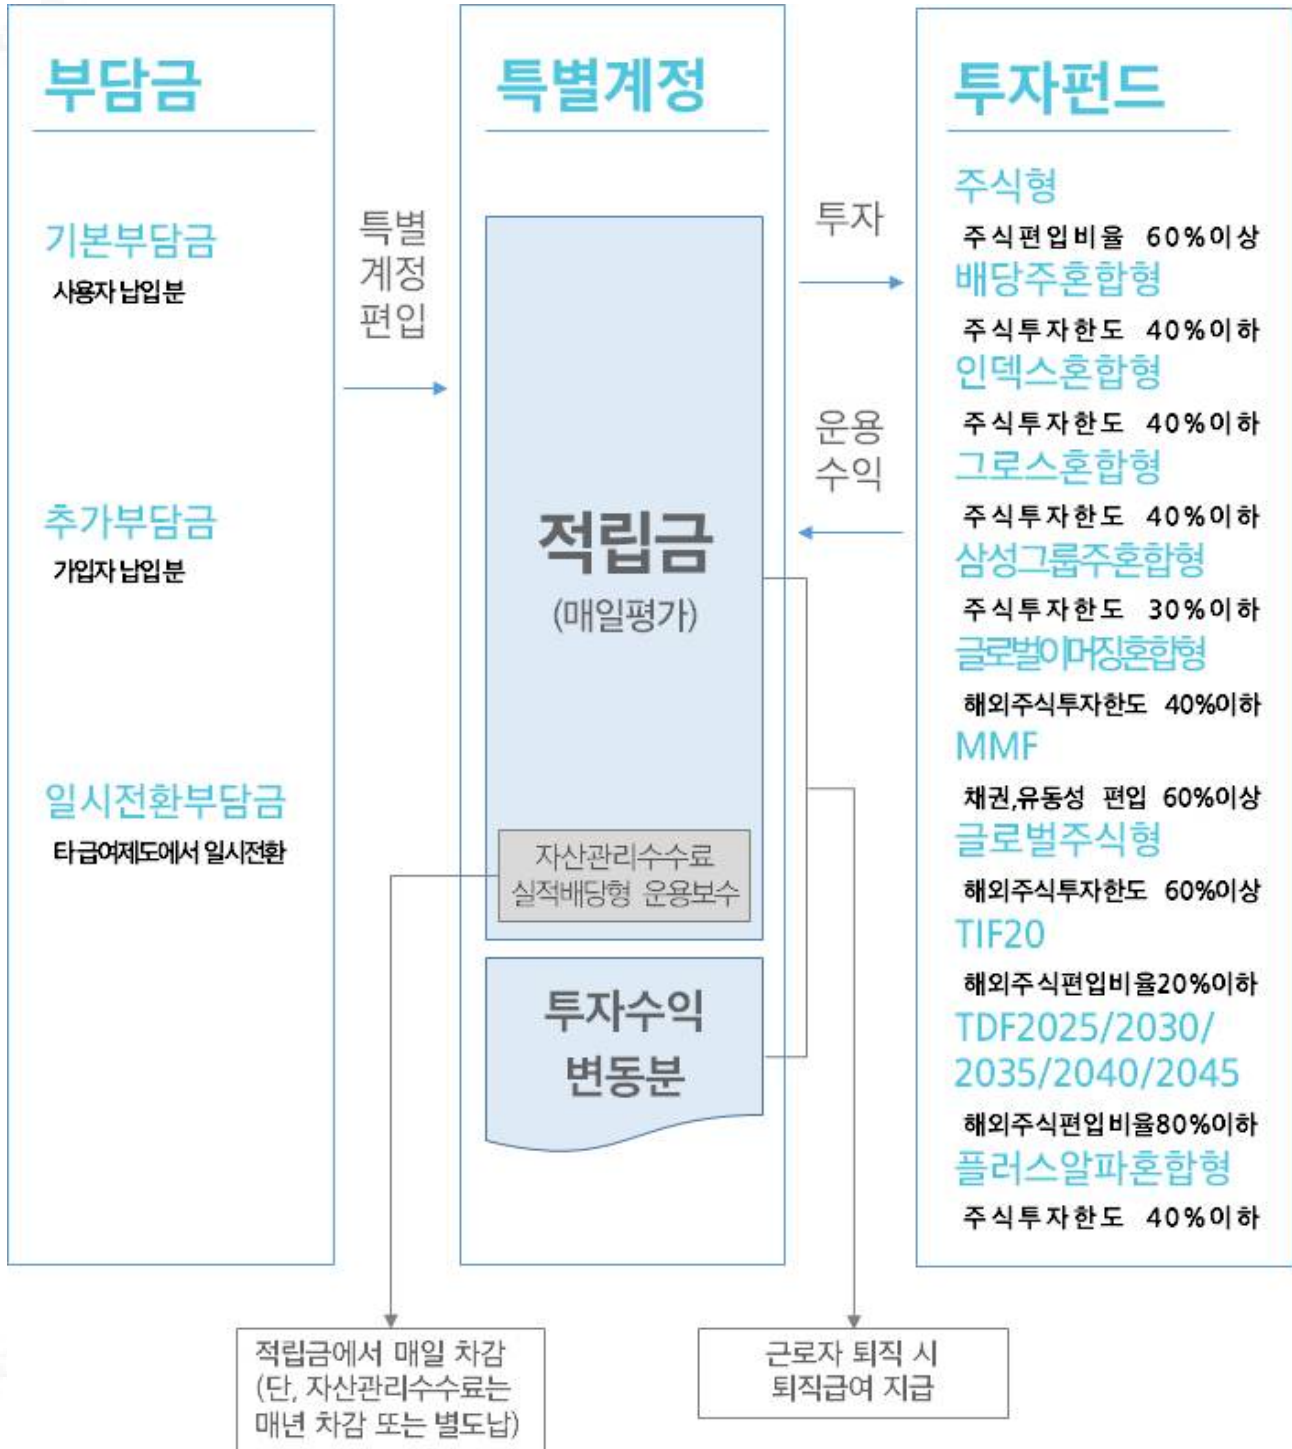 부담금
기본부담금
사용자 납입분
추가부담금
가입자 납입분
일시전환부담금
타 급여제도에서 일시전환
특별
계정
편입
특별계정
적립금
(매일평가)
자산관리수수료
실적배당형 운용보수
투자수익
변동분
투자
운용
수익
투자펀드
주식형
주식편입비율 60%이상
배당주혼합형
주식투자한도 40%이하
인덱스혼합형
주식투자한도 40%이하
그로스혼합형
주식투자한도 40%이하
삼성그룹주혼합형
주식투자한도 30%이하
글로벌이머징혼합형
해외주식투자한도 40%이하
MMF
채권,유동성 편입 60%이상
글로벌주식형
해외주식투자한도 60%이상
TIF20
해외주식편입비율20%이하
TDF2025/2030/
2035/2040/2045
해외주식편입비율80%이하
플러스알파혼합형
주식투자한도 40%이하
적립금에서 매일 차감
(단, 자산관리수수료는
매년 차감 또는 별도납)
근로자 퇴직 시
퇴직급여 지급